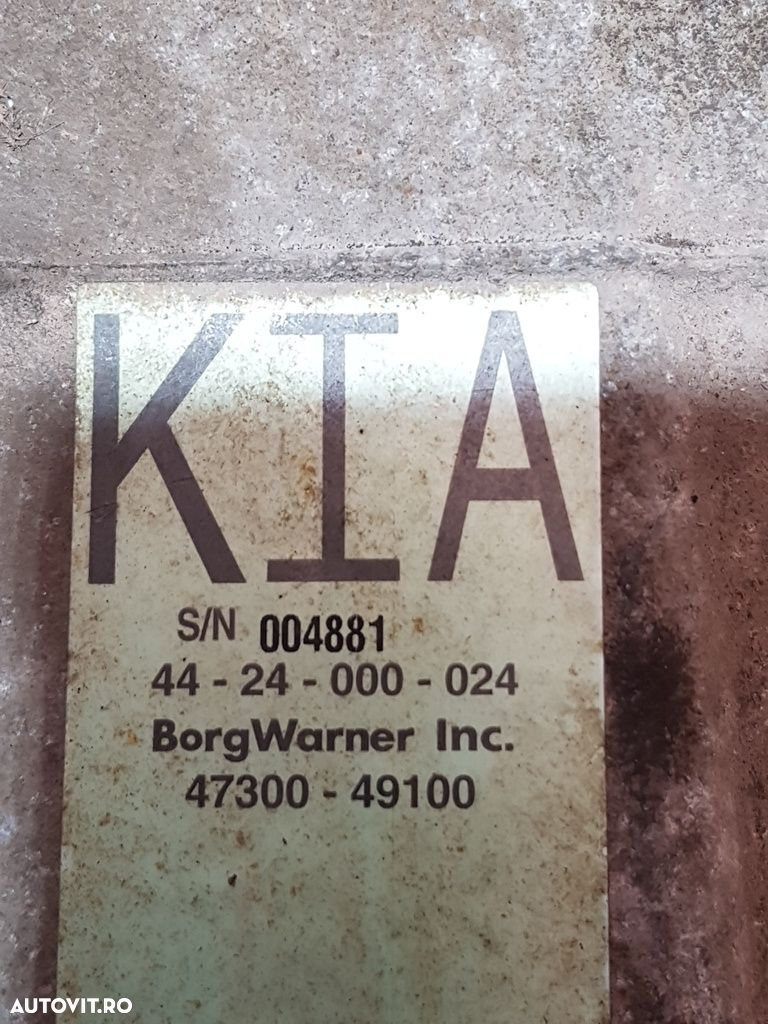 KIA
S/N 004881
44 - 24 - 000 - 024
BorgWarner Inc.
47300 - 49100
AUTOVIT.RO